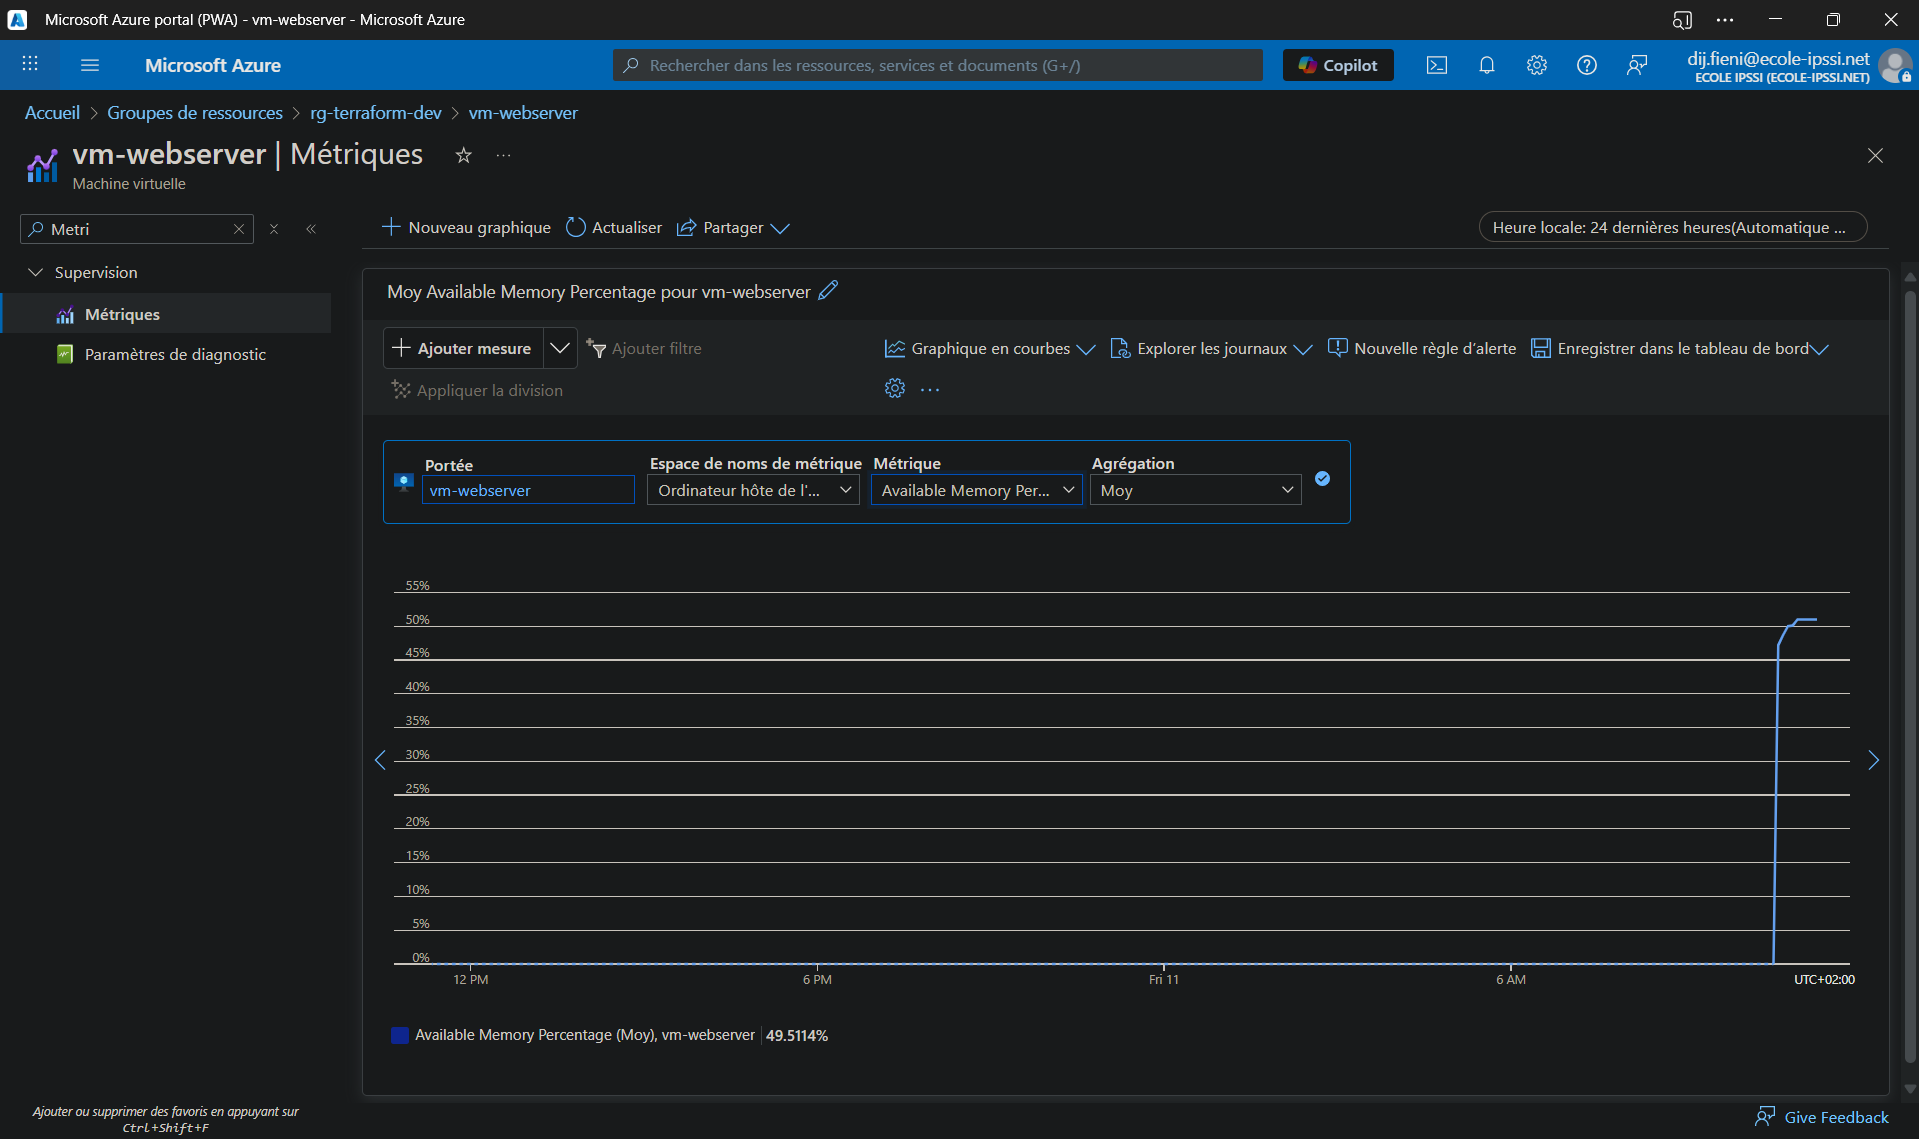 Microsoft Azure portal (PWA) - vm-webserver - Microsoft Azure
Microsoft Azure
Rechercher dans les ressources, services et documents (G+/)
Copilot
dij.fieni@ecole-ipssi.net
ECOLE IPSSI (ECOLE-IPSSI.NET)
Accueil > Groupes de ressources > rg-terraform-dev > vm-webserver
vm-webserver | Métriques
Machine virtuelle
Metri
Supervision
Métriques
Paramètres de diagnostic
Nouveau graphique
Actualiser
Partager
Heure locale: 24 dernières heures(Automatique ...
Moy Available Memory Percentage pour vm-webserver
Ajouter mesure
Ajouter filtre
Graphique en courbes
Explorer les journaux
Nouvelle règle d'alerte
Enregistrer dans le tableau de bord
Appliquer la division
Portée
vm-webserver
Espace de noms de métrique
Ordinateur hôte de l'...
Métrique
Available Memory Per...
Agrégation
Moy
55%
50%
45%
40%
35%
30%
25%
20%
15%
10%
5%
0%
12 PM
6 PM
Fri 11
6 AM
UTC+02:00
Available Memory Percentage (Moy), vm-webserver | 49.5114%
Ajouter ou supprimer des favoris en appuyant sur
Ctrl+Shift+F
Give Feedback